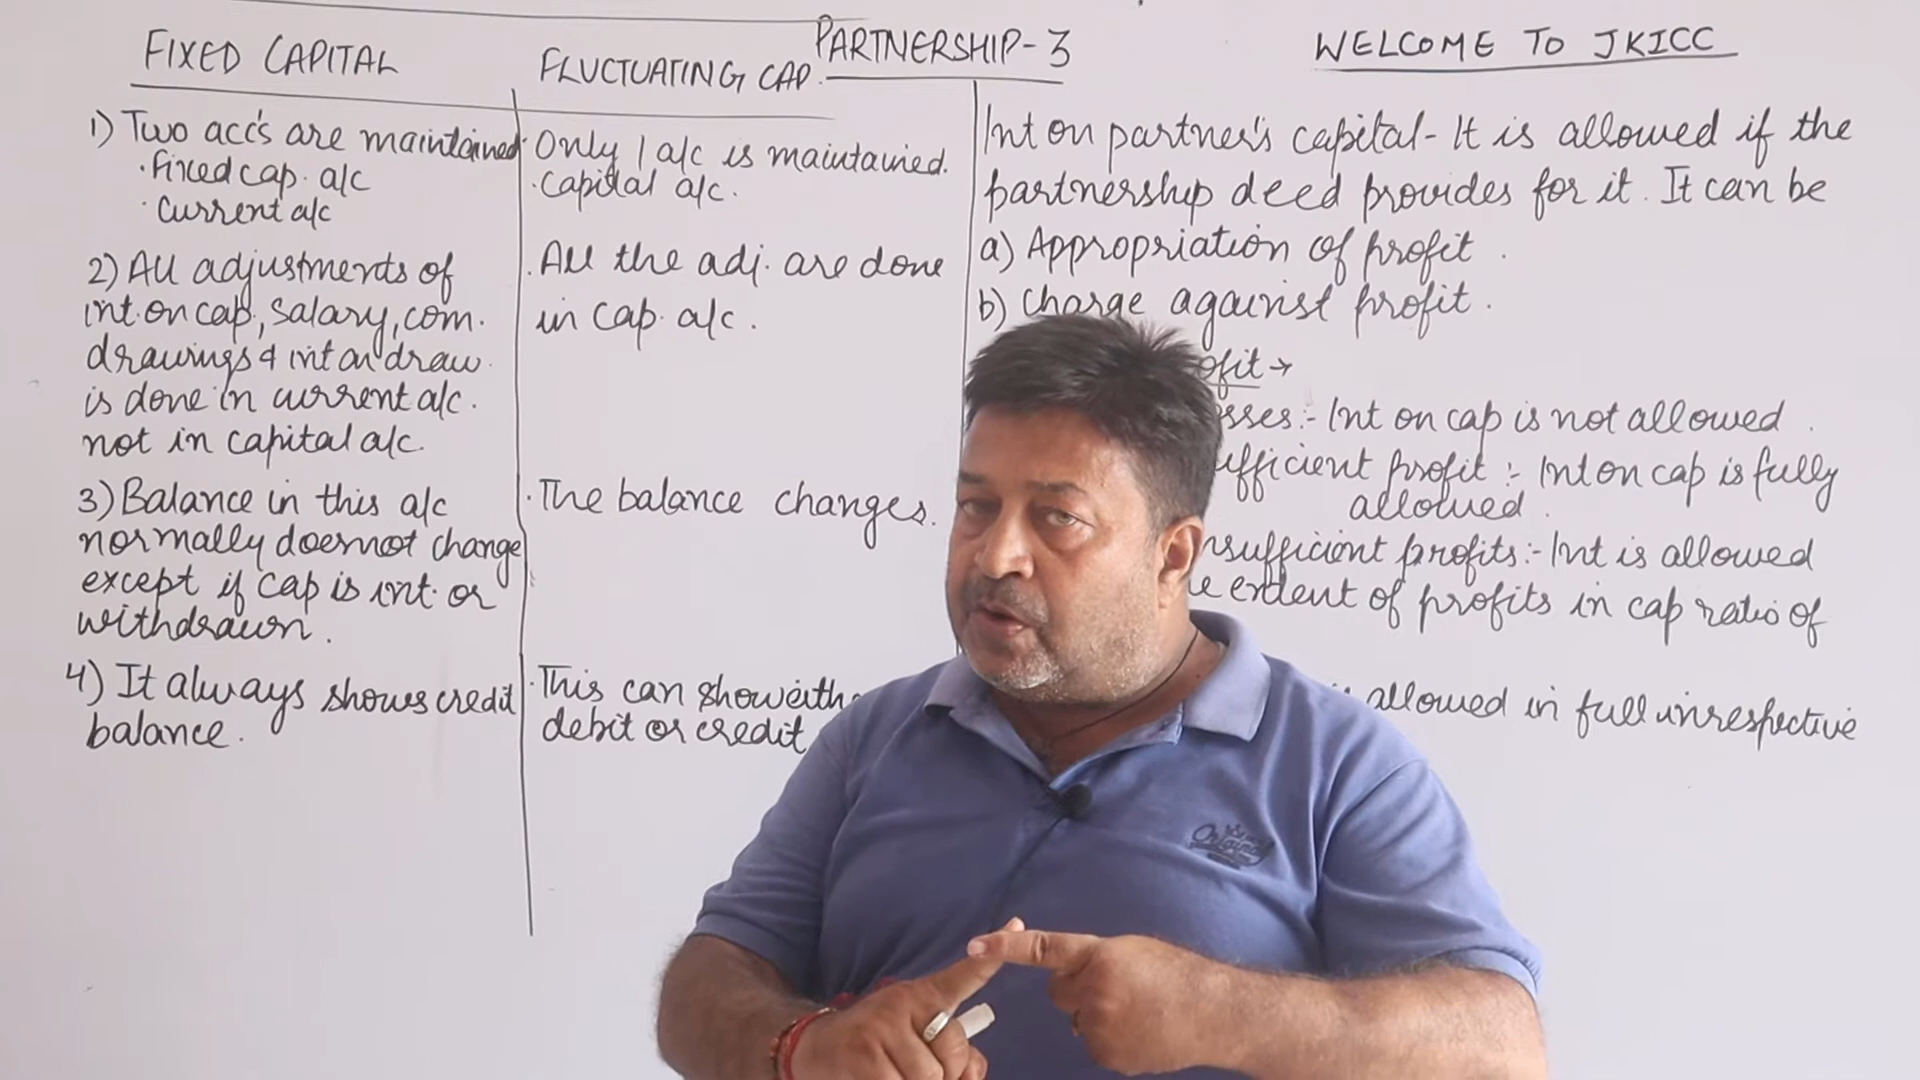 PARTNERSHIP-3
WELCOME TO JKICC
FIXED CAPITAL
1) Two acc's are maintained
· Fixed cap. a/c
· Current a/c
2) All adjustments of
int. on cap, salary, com.
drawings & int on draw.
is done in current a/c.
not in capital a/c.
3) Balance in this a/c
normally doesnot change
except if cap is int. or
withdrawn.
4) It always shows credit
balance.
FLUCTUATING CAP.
· Only 1 a/c is maintained.
· Capital a/c.
· All the adj. are done
in cap. a/c.
· The balance changes.
· This can show
debit or credit
Int on partner's capital - It is allowed if the
partnership deed provides for it. It can be
a) Appropriation of profit.
b) Charge against profit.
ofit →
sses:- Int on cap is not allowed.
ufficient profit :- Int on cap is fully
allowed.
nsufficient profits:- Int is allowed
e extent of profits in cap ratio of
allowed in full unrespective
Original